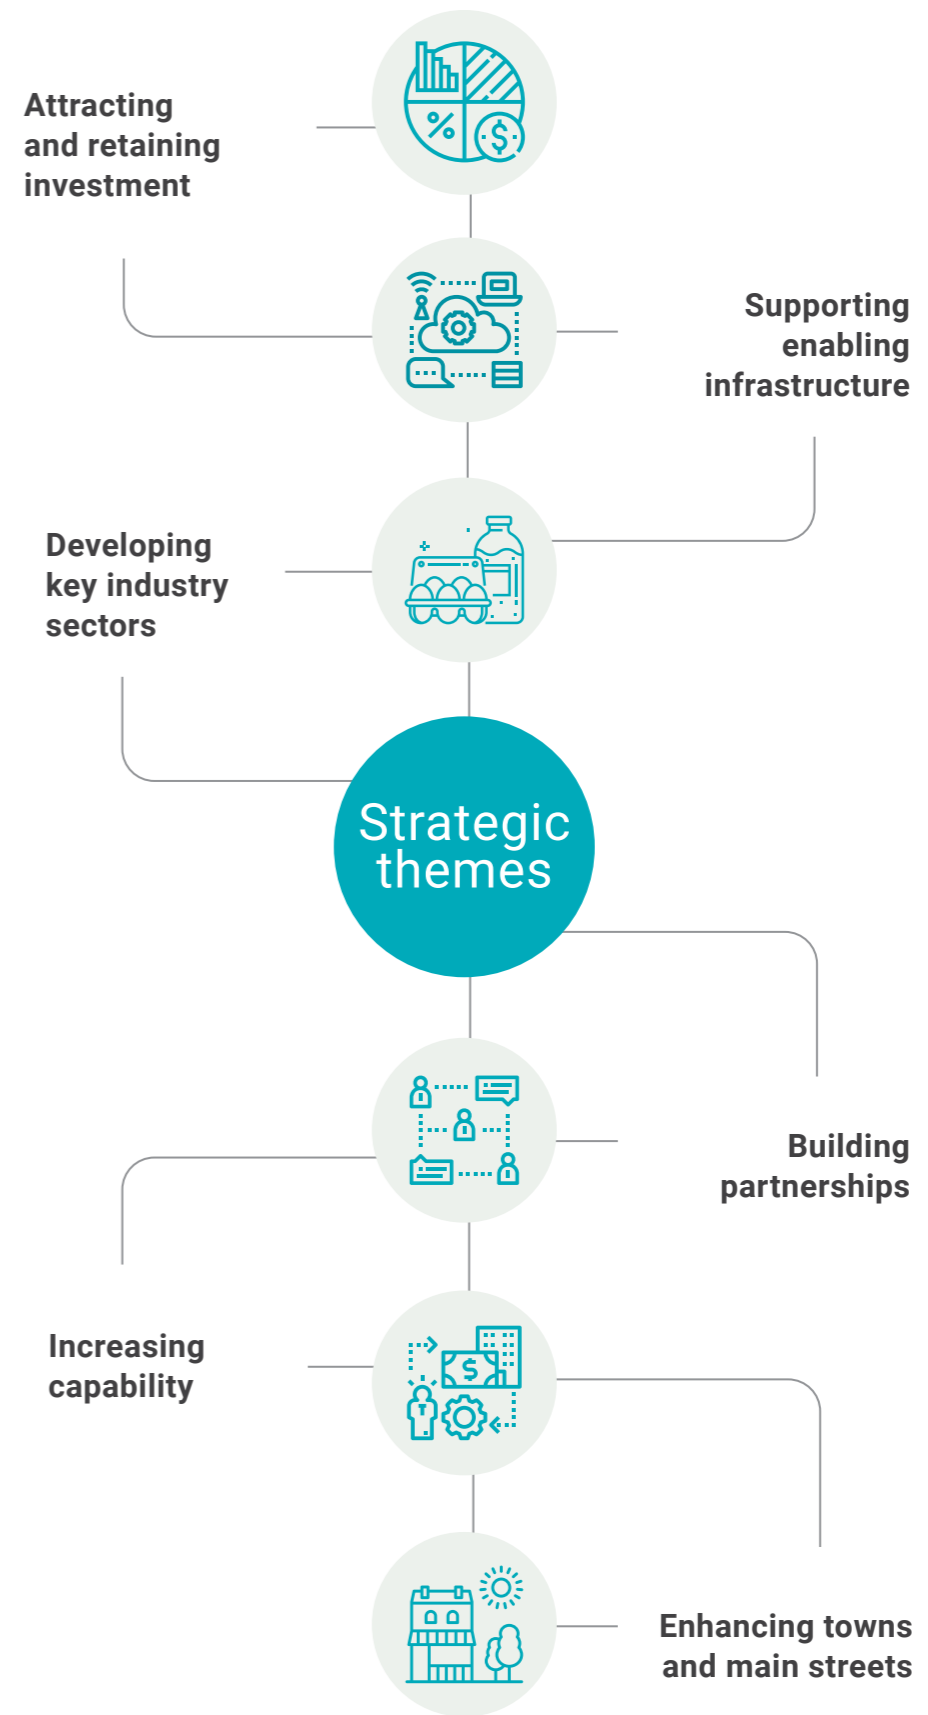 Attracting
and retaining
investment
Supporting
enabling
infrastructure
Developing
key industry
sectors
Strategic
themes
Building
partnerships
Increasing
capability
Enhancing towns
and main streets